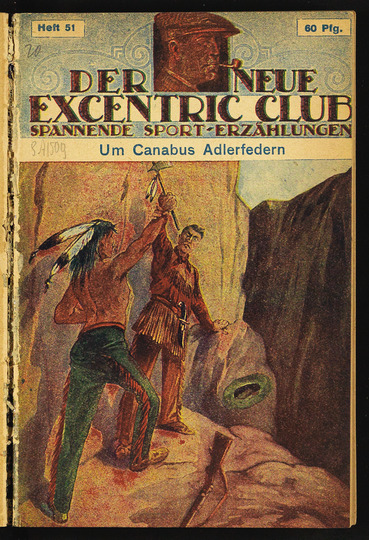 Heft 51
60 Pfg.
DER NEUE
EXCENTRIC CLUB
SPANNENDE SPORT-ERZÄHLUNGEN
Um Canabus Adlerfedern